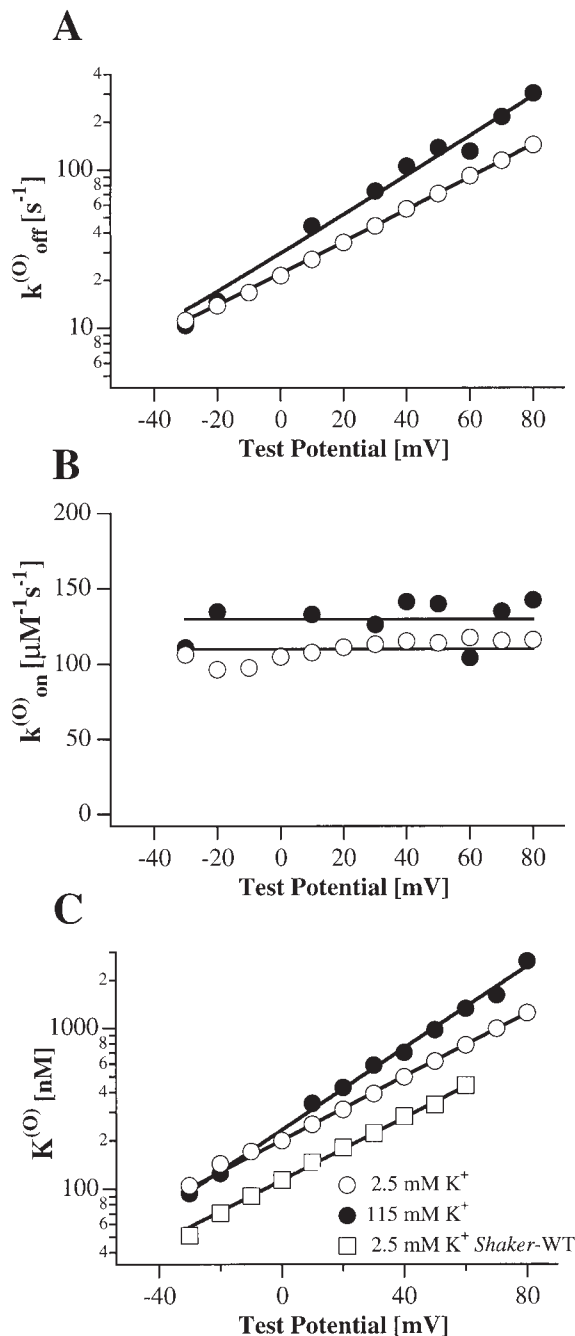 A
4
2
100
8
6
4
2
10
8
6
k(O)off [s-1]
-40 -20 0 20 40 60 80
Test Potential [mV]
B
200
150
100
50
0
k(O)on [µM-1s-1]
-40 -20 0 20 40 60 80
Test Potential [mV]
C
2
1000
8
6
4
2
100
8
6
4
K(O) [nM]
2.5 mM K+
115 mM K+
2.5 mM K+ Shaker-WT
-40 0 40 80
Test Potential [mV]